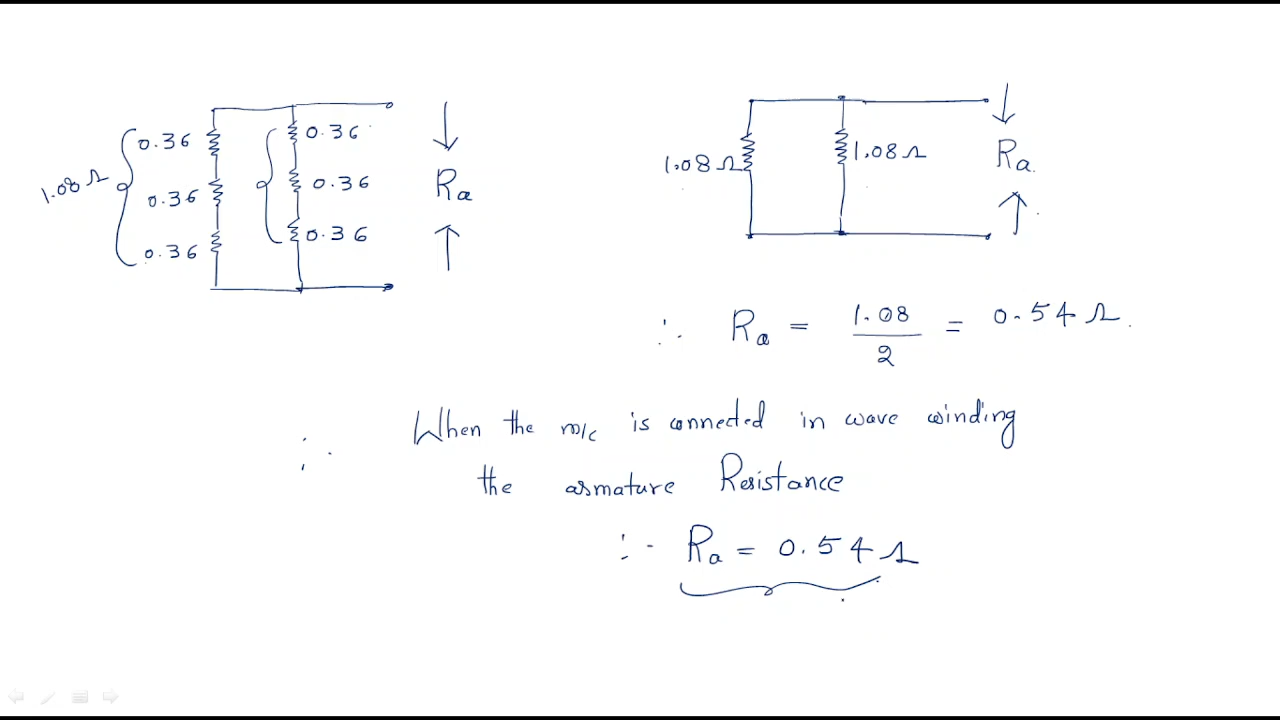 0.36 0.36
1.08 Ω 0.36 0.36 Ra
0.36 0.36
1.08 Ω 1.08 Ω Ra
∴ Ra = 1.08 / 2 = 0.54 Ω
∴ When the m/c is connected in wave winding
the armature Resistance
∴ Ra = 0.54 Ω